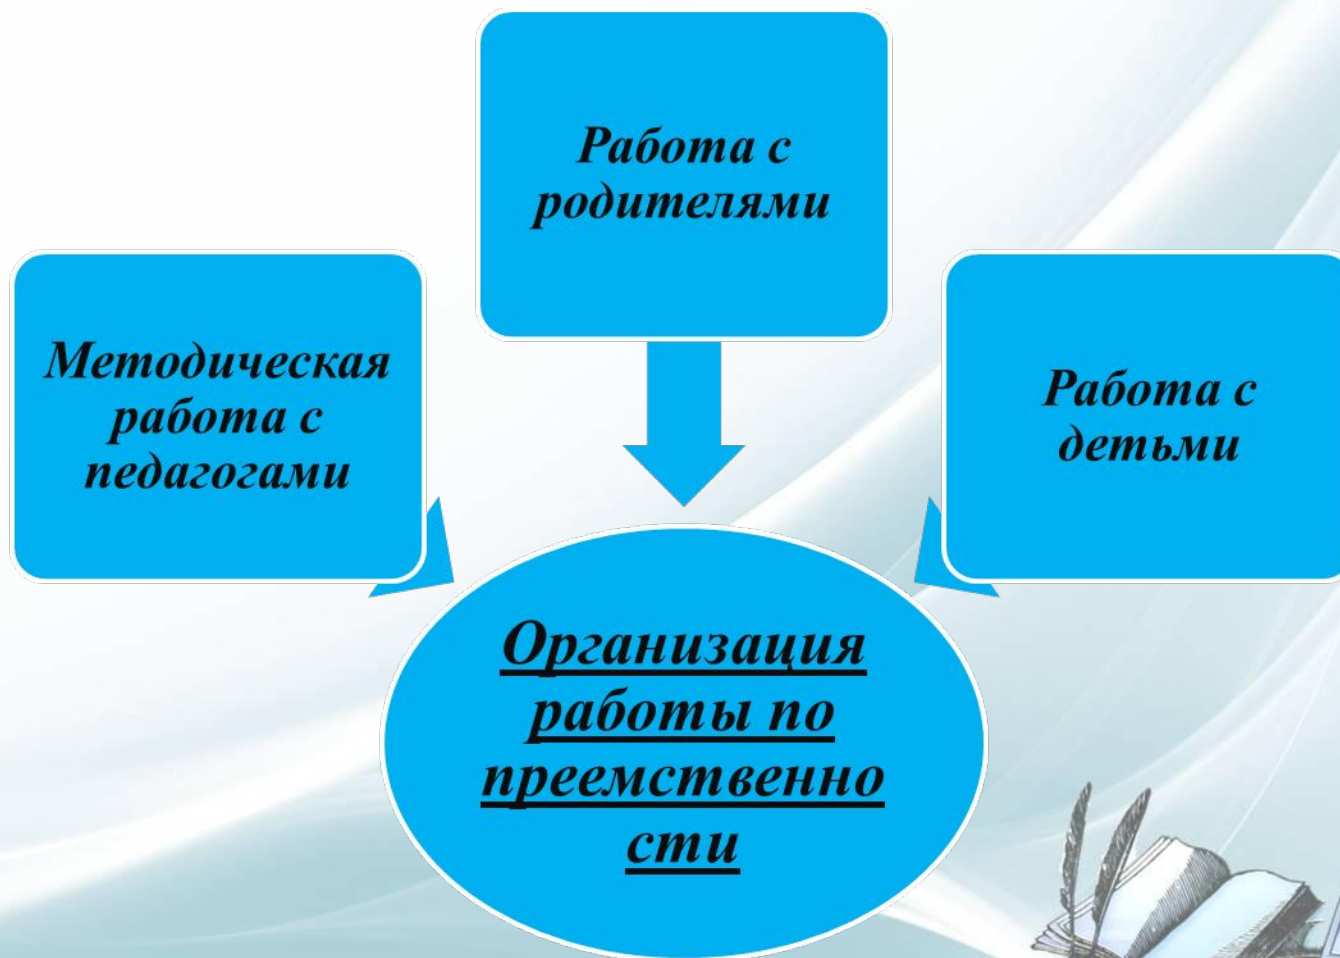 Работа с
родителями
Методическая
работа с
педагогами
Работа с
детьми
Организация
работы по
преемственно
сти